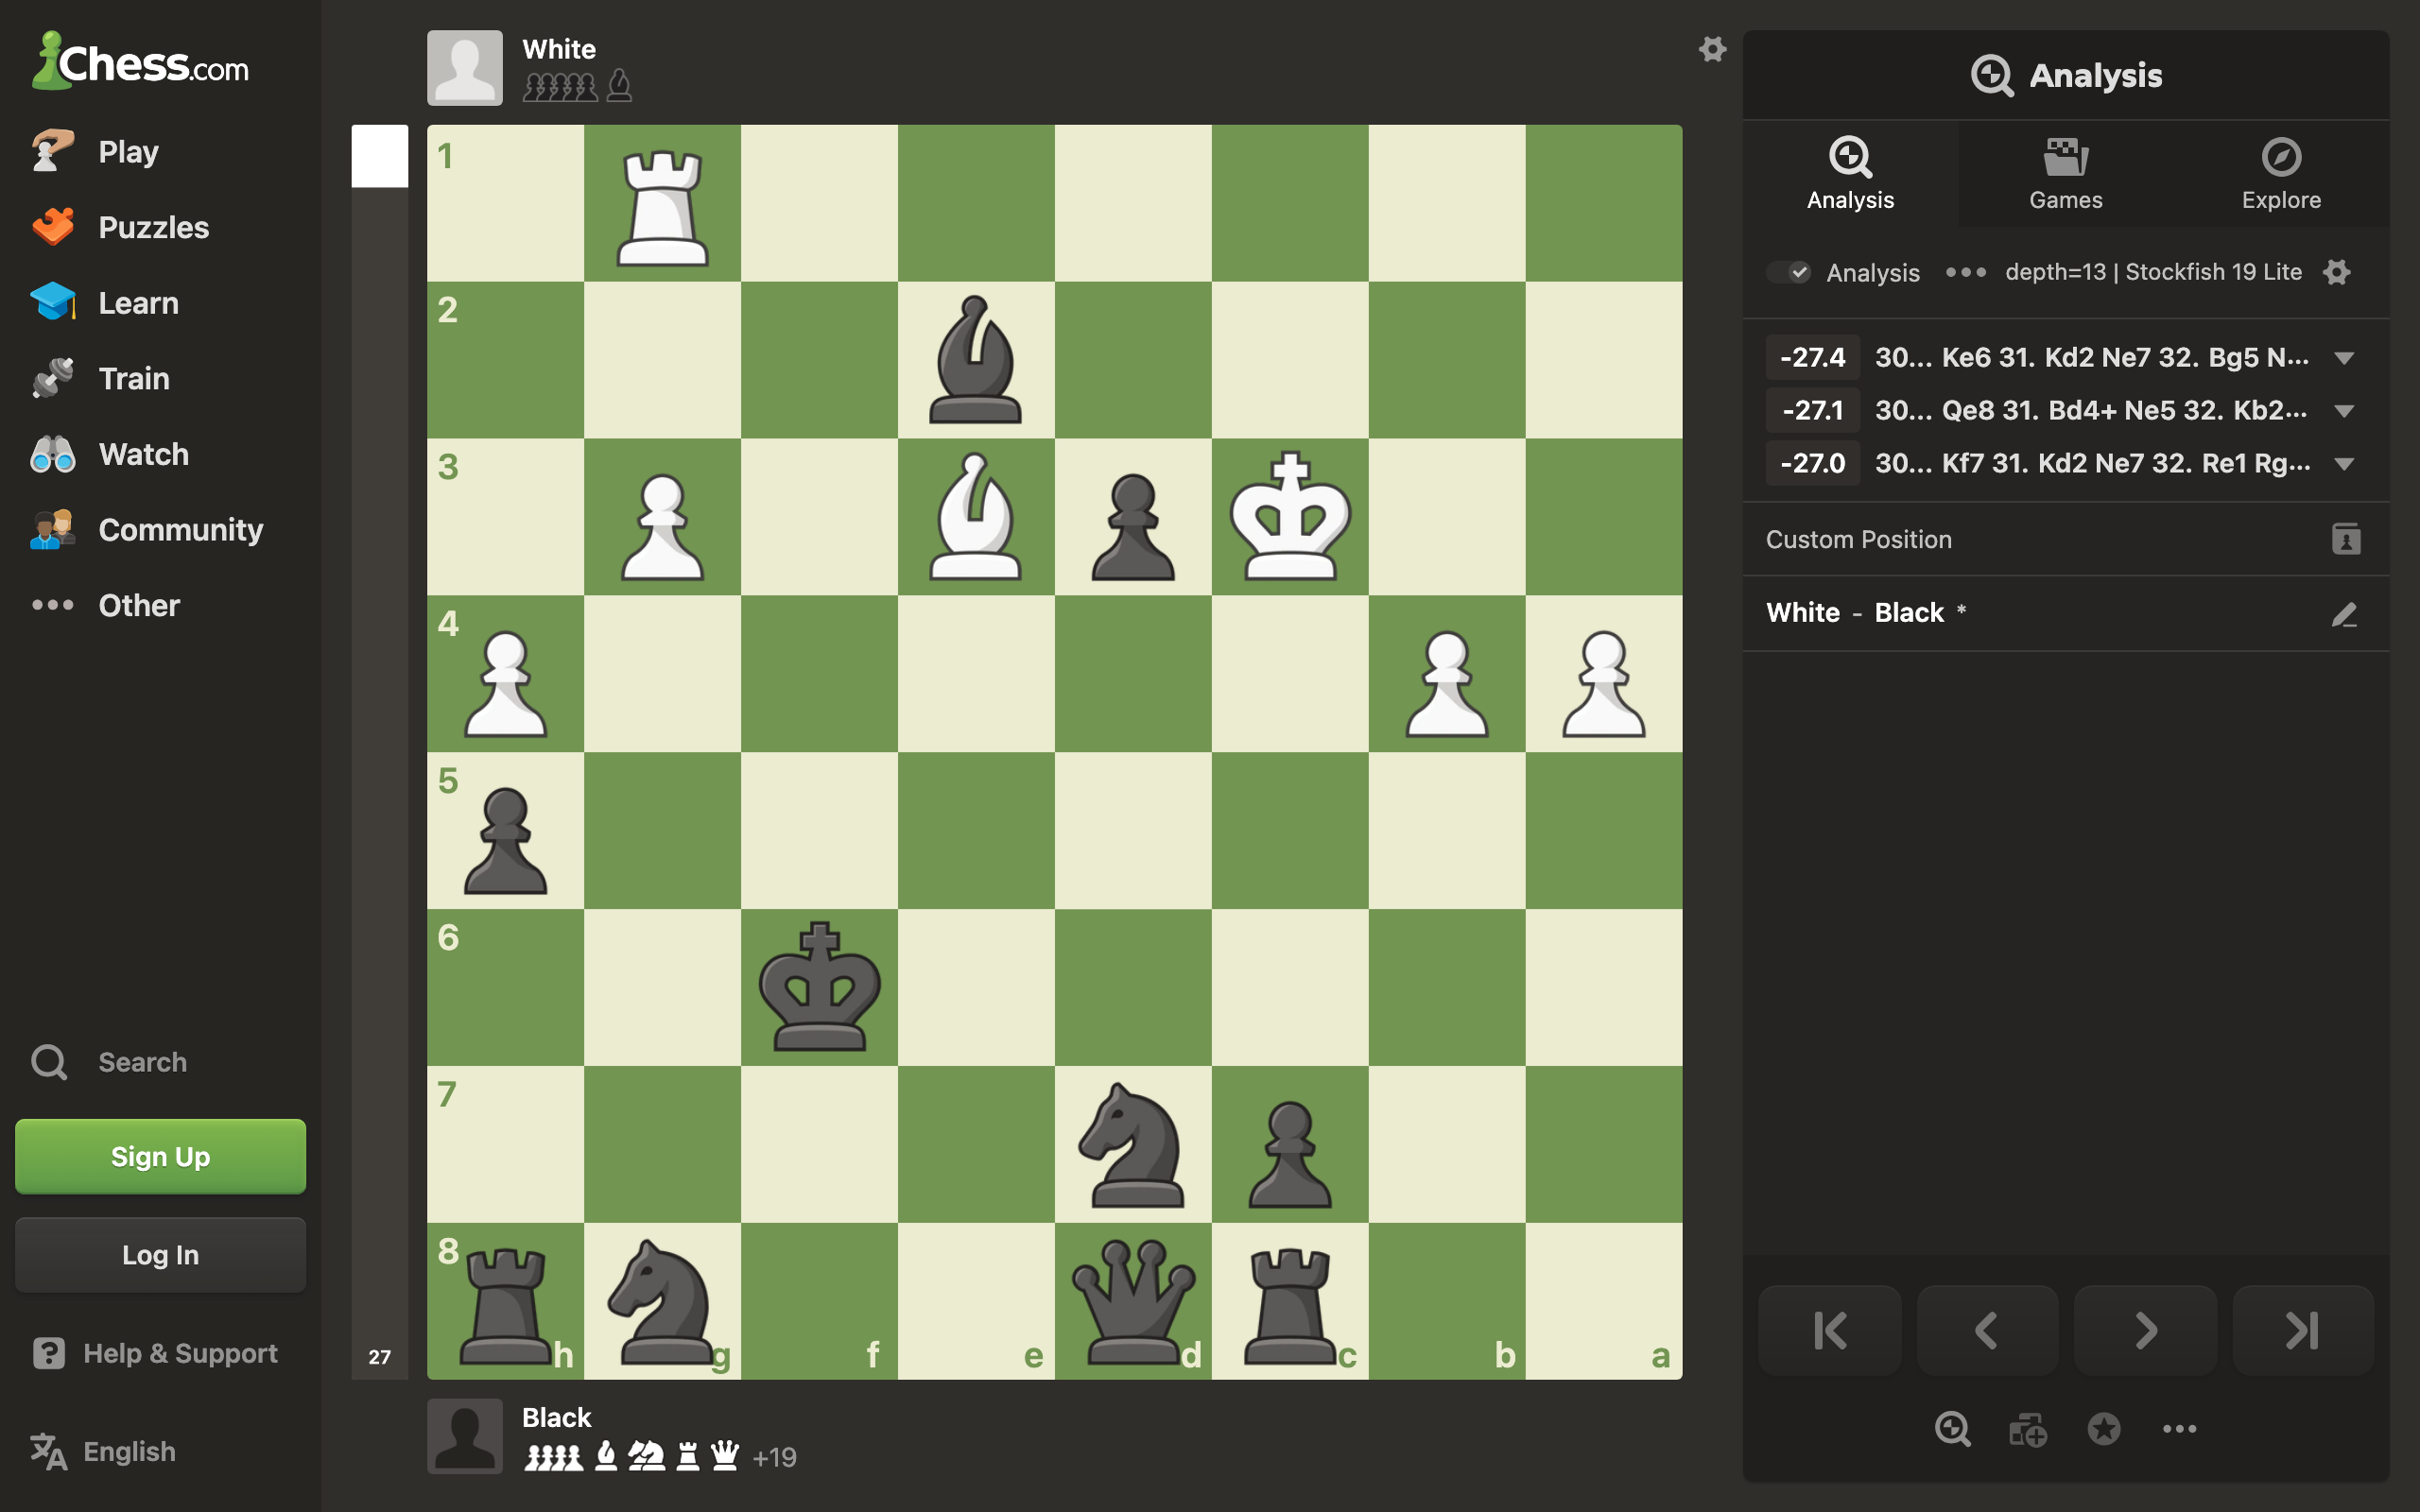 Chess.com
Play
Puzzles
Learn
Train
Watch
Community
Other
Search
Sign Up
Log In
Help & Support
English
White
1
2
3
4
5
6
7
8
h g f e d c b a
27
Black
+19
Analysis
Analysis Games Explore
Analysis depth=13 | Stockfish 19 Lite
-27.4 30... Ke6 31. Kd2 Ne7 32. Bg5 N...
-27.1 30... Qe8 31. Bd4+ Ne5 32. Kb2...
-27.0 30... Kf7 31. Kd2 Ne7 32. Re1 Rg...
Custom Position
White - Black *